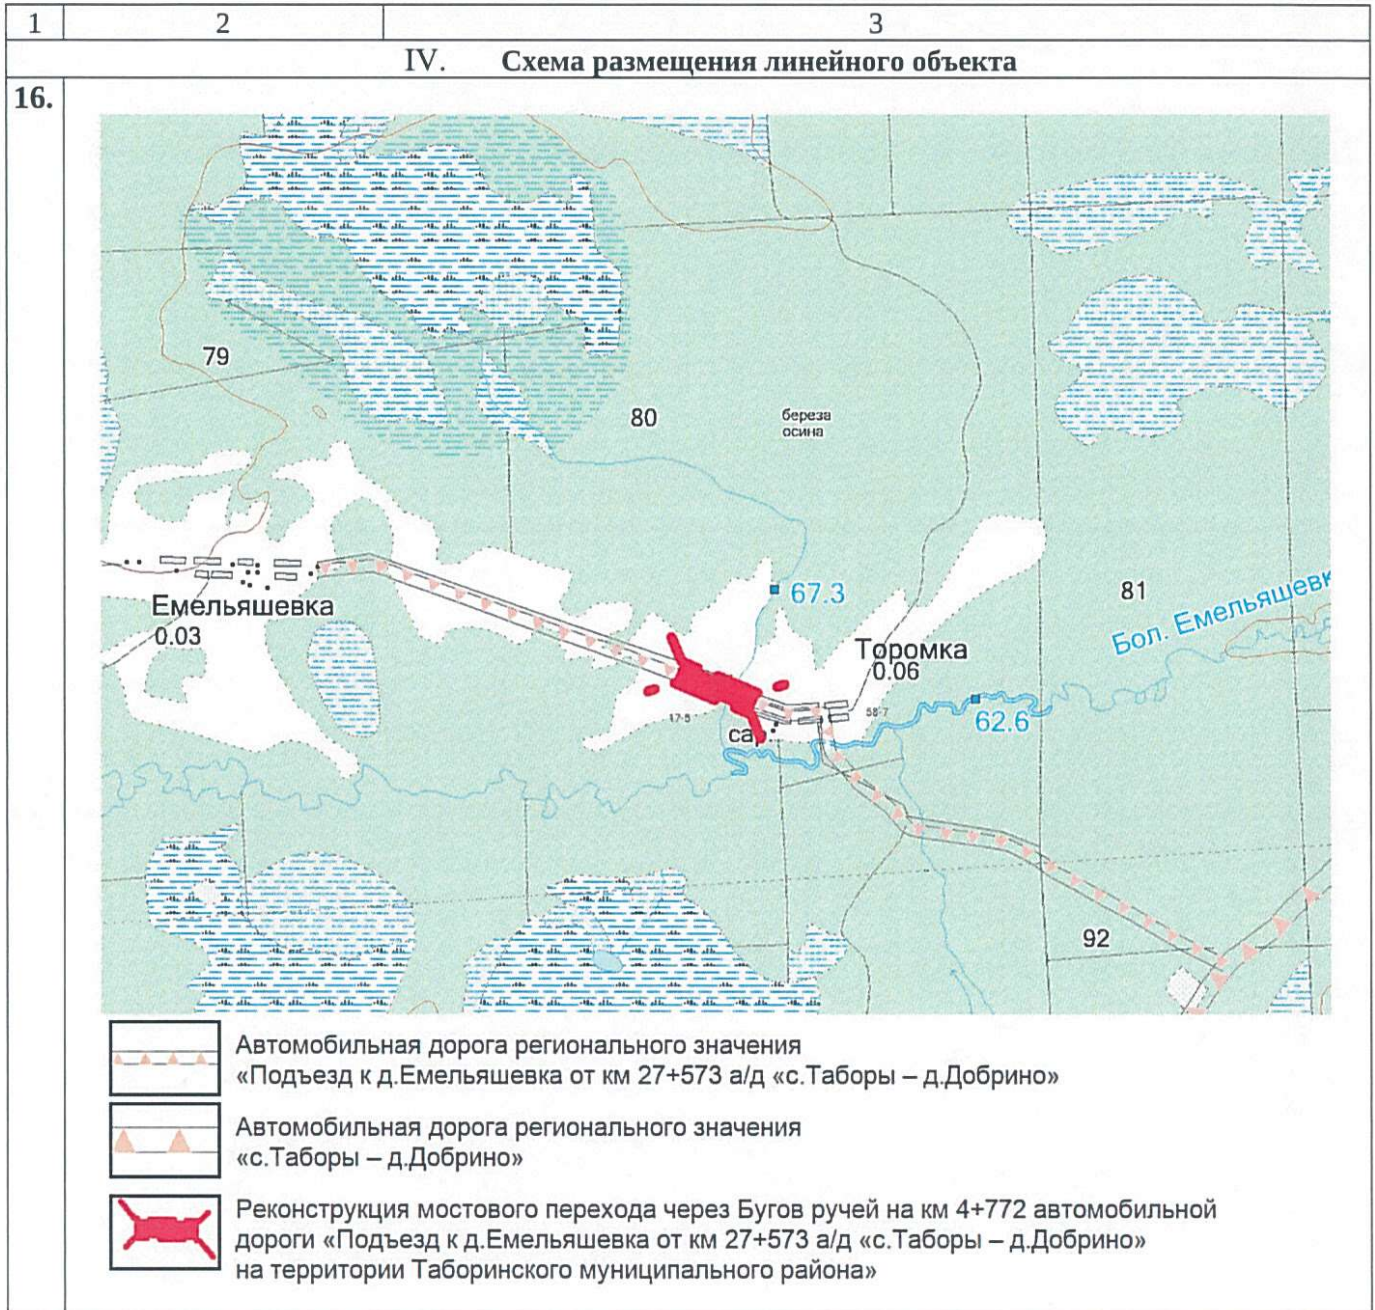 1 2 3
IV. Схема размещения линейного объекта
16.
79
80
береза
осина
81
67.3
Емельяшевка
0.03
Бол. Емельяшевк
Торомка
0.06
62.6
сар.
92
Автомобильная дорога регионального значения
«Подъезд к д.Емельяшевка от км 27+573 а/д «с.Таборы – д.Добрино»
Автомобильная дорога регионального значения
«с.Таборы – д.Добрино»
Реконструкция мостового перехода через Бугов ручей на км 4+772 автомобильной
дороги «Подъезд к д.Емельяшевка от км 27+573 а/д «с.Таборы – д.Добрино»
на территории Таборинского муниципального района»